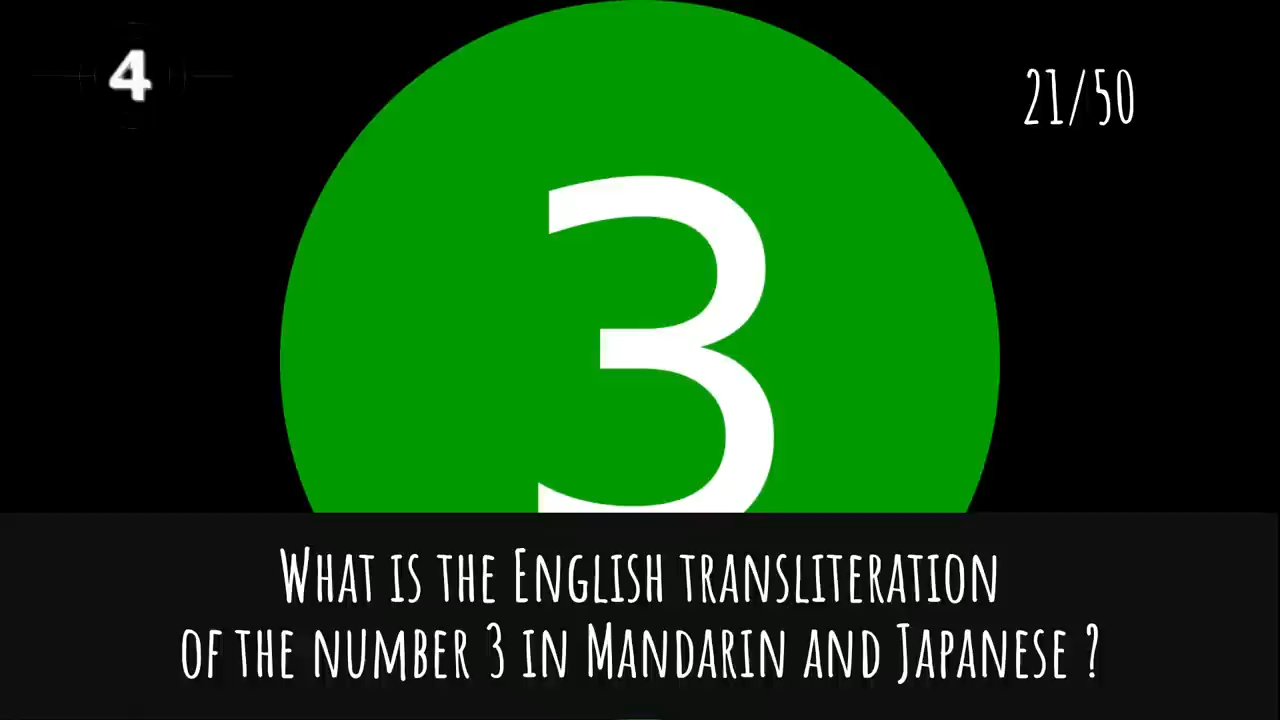 4
21/50
3
What is the English transliteration
of the number 3 in Mandarin and Japanese ?